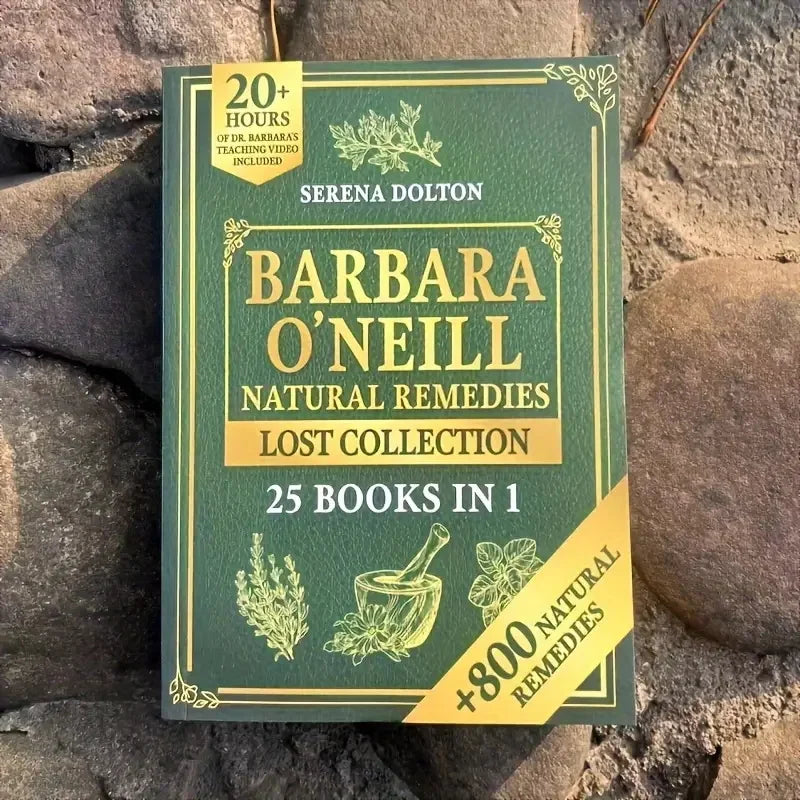 20+
HOURS
OF DR. BARBARA'S
TEACHING VIDEO
INCLUDED
SERENA DOLTON
BARBARA
O'NEILL
NATURAL REMEDIES
LOST COLLECTION
25 BOOKS IN 1
+800 NATURAL
REMEDIES